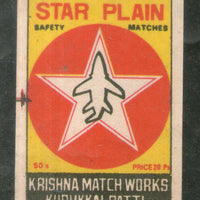 STAR PLAIN
SAFETY MATCHES
50 s PRICE 20 Ps
KRISHNA MATCH WORKS
KURUKKAL PATTI